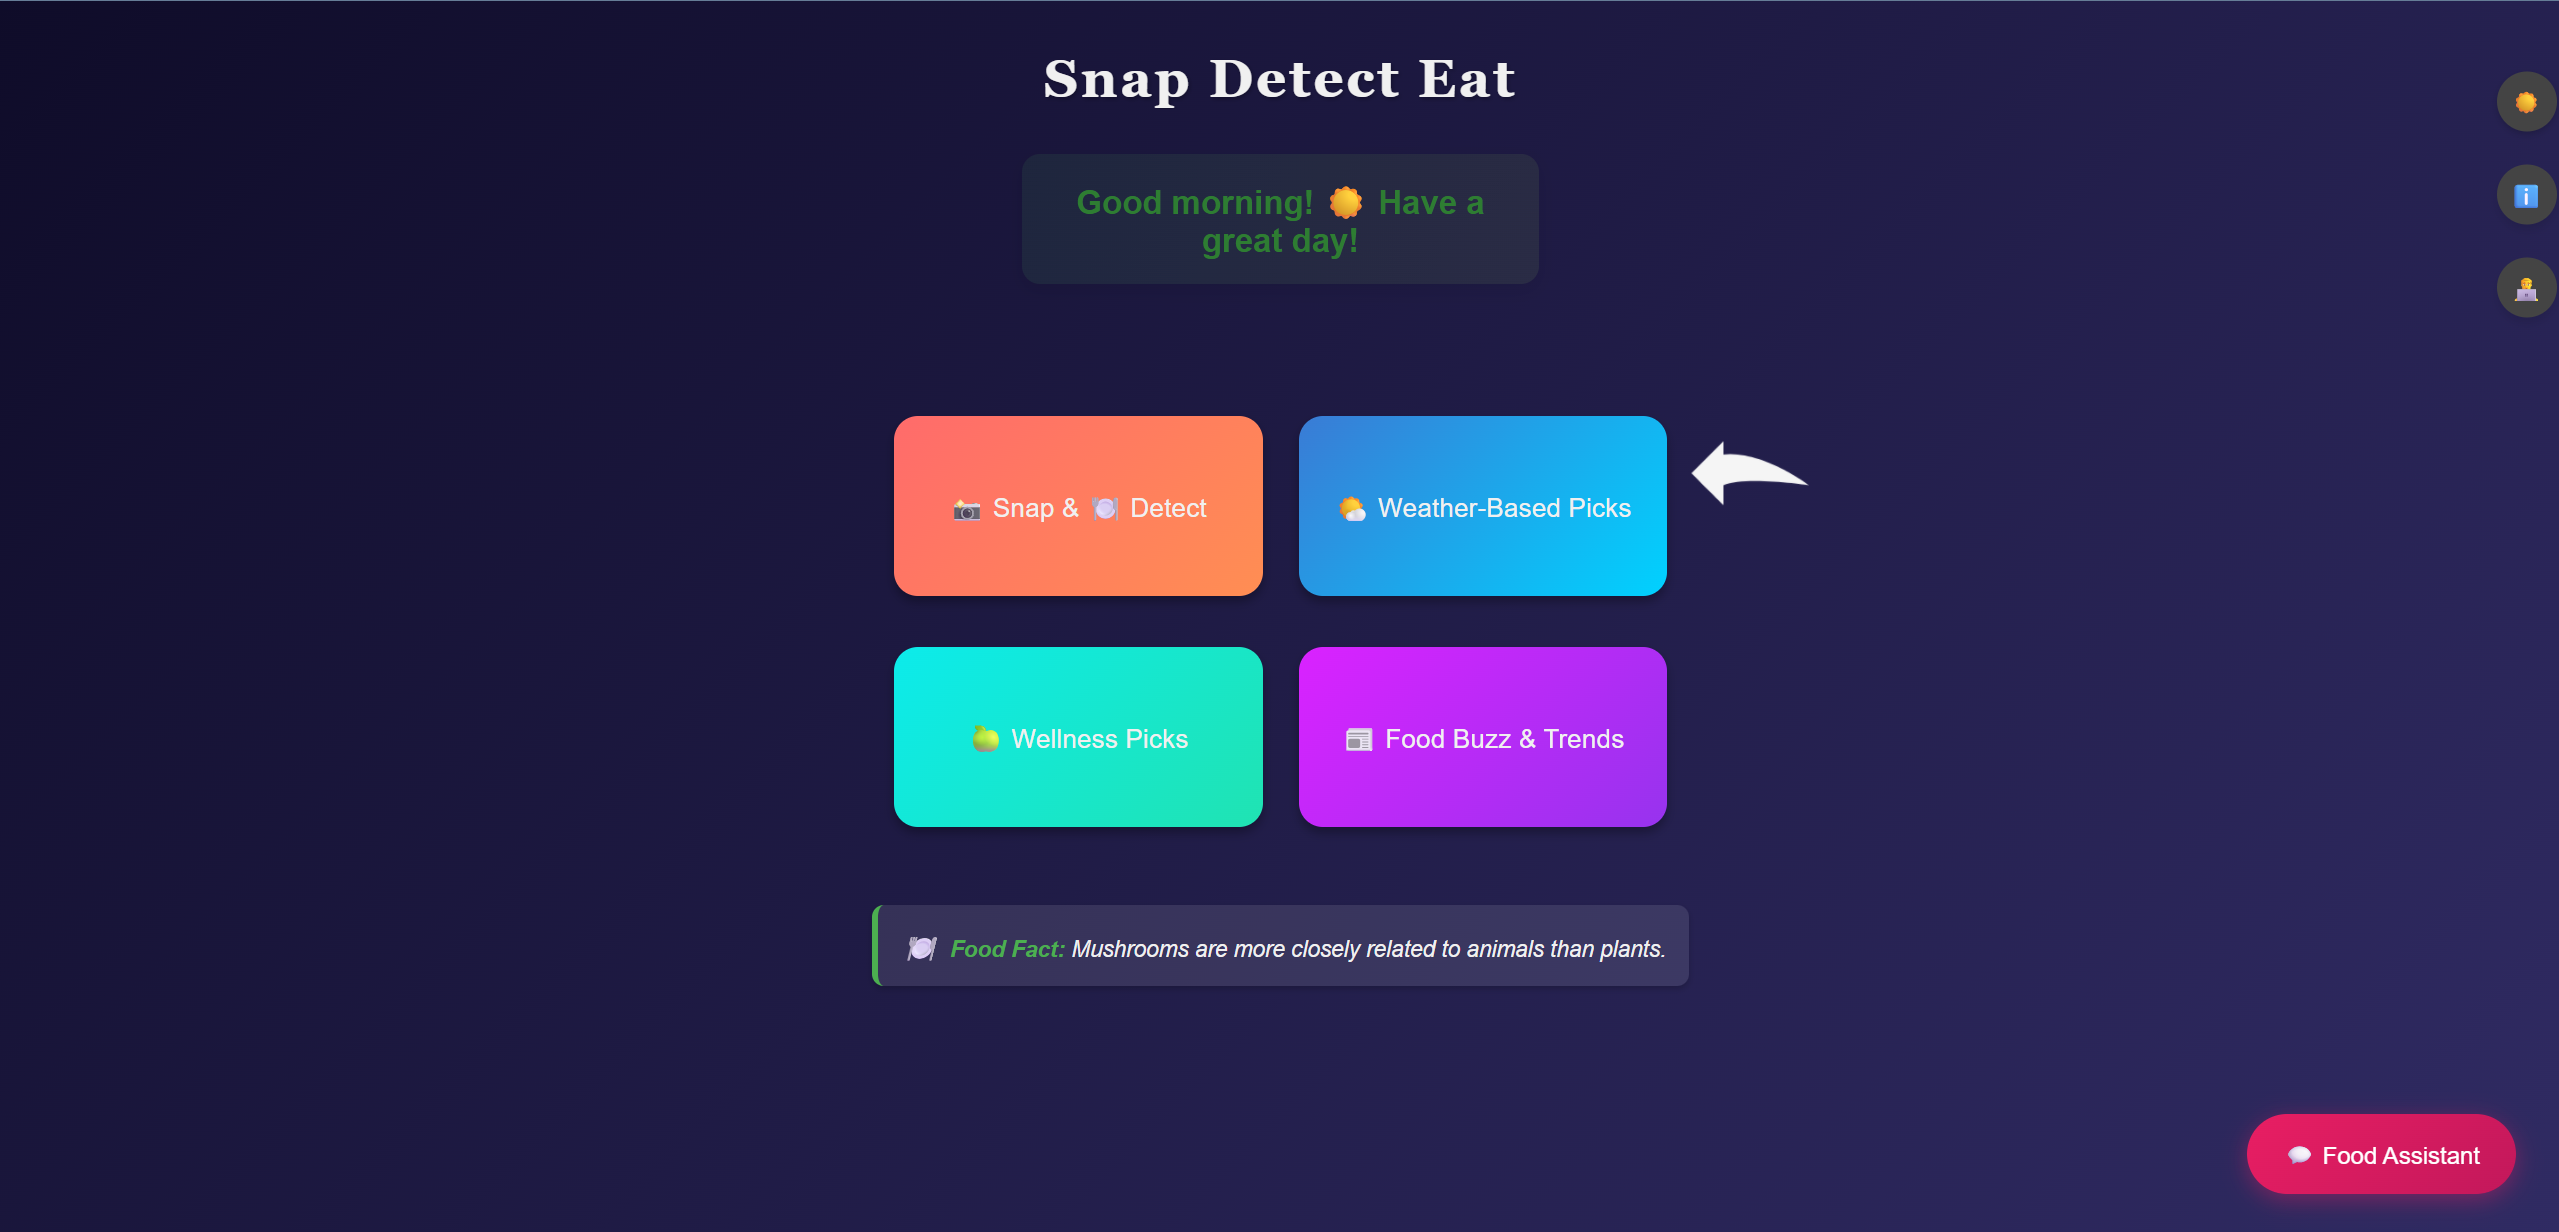 Snap Detect Eat
Good morning! 🌞 Have a
great day!
📸 Snap & 🍽️ Detect
🌤️ Weather-Based Picks
🍏 Wellness Picks
📰 Food Buzz & Trends
🍽️ Food Fact: Mushrooms are more closely related to animals than plants.
💬 Food Assistant